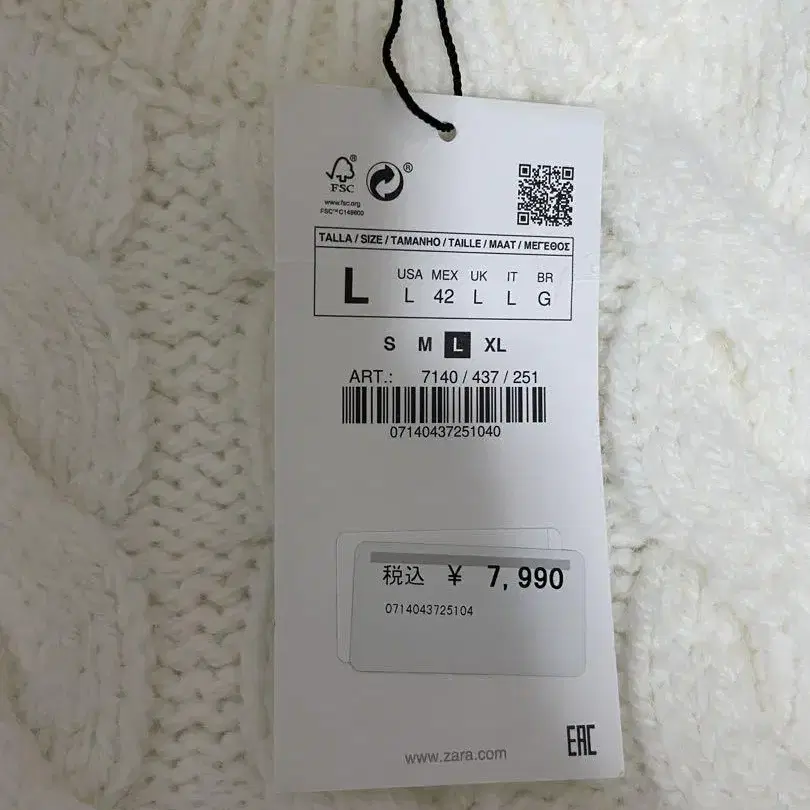 FSC®
www.fsc.org
FSC™ C149600
®
TALLA / SIZE / TAMANHO / TAILLE / MAAT / ΜΕΓΕΘΟΣ
L
USA MEX UK IT BR
L 42 L L G
S M L XL
ART.: 7140 / 437 / 251
07140437251040
税込 ¥ 7,990
0714043725104
www.zara.com
EAC